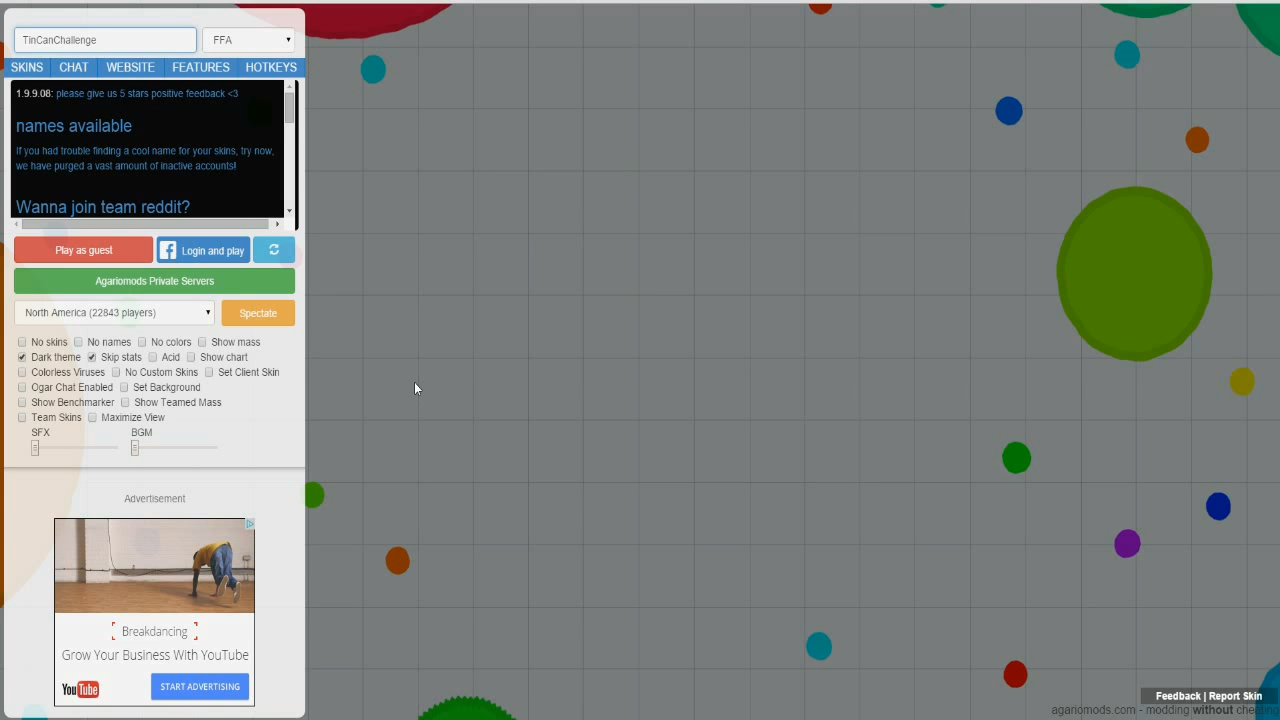 TinCanChallenge
FFA
SKINS CHAT WEBSITE FEATURES HOTKEYS
1.9.9.08: please give us 5 stars positive feedback <3
names available
If you had trouble finding a cool name for your skins, try now,
we have purged a vast amount of inactive accounts!
Wanna join team reddit?
Play as guest
Login and play
Agariomods Private Servers
North America (22843 players)
Spectate
No skins No names No colors Show mass
Dark theme Skip stats Acid Show chart
Colorless Viruses No Custom Skins Set Client Skin
Ogar Chat Enabled Set Background
Show Benchmarker Show Teamed Mass
Team Skins Maximize View
SFX BGM
Advertisement
Breakdancing
Grow Your Business With YouTube
YouTube
START ADVERTISING
Feedback | Report Skin
agariomods.com - modding without